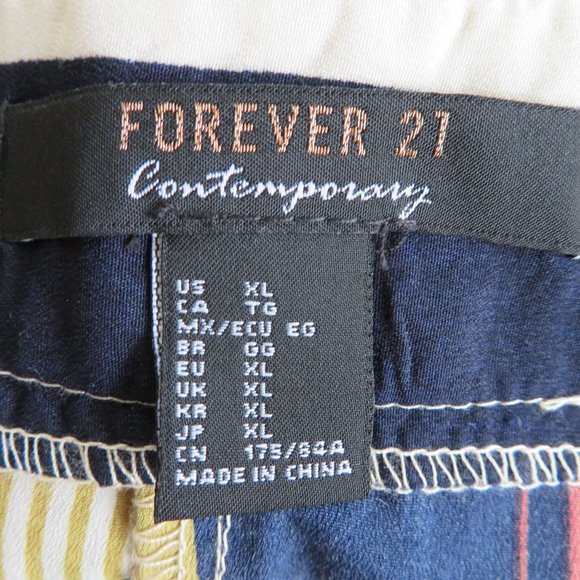 FOREVER 21
Contemporary
US XL
CA TG
MX/ECU EG
BR GG
EU XL
UK XL
KR XL
JP XL
CN 175/84A
MADE IN CHINA